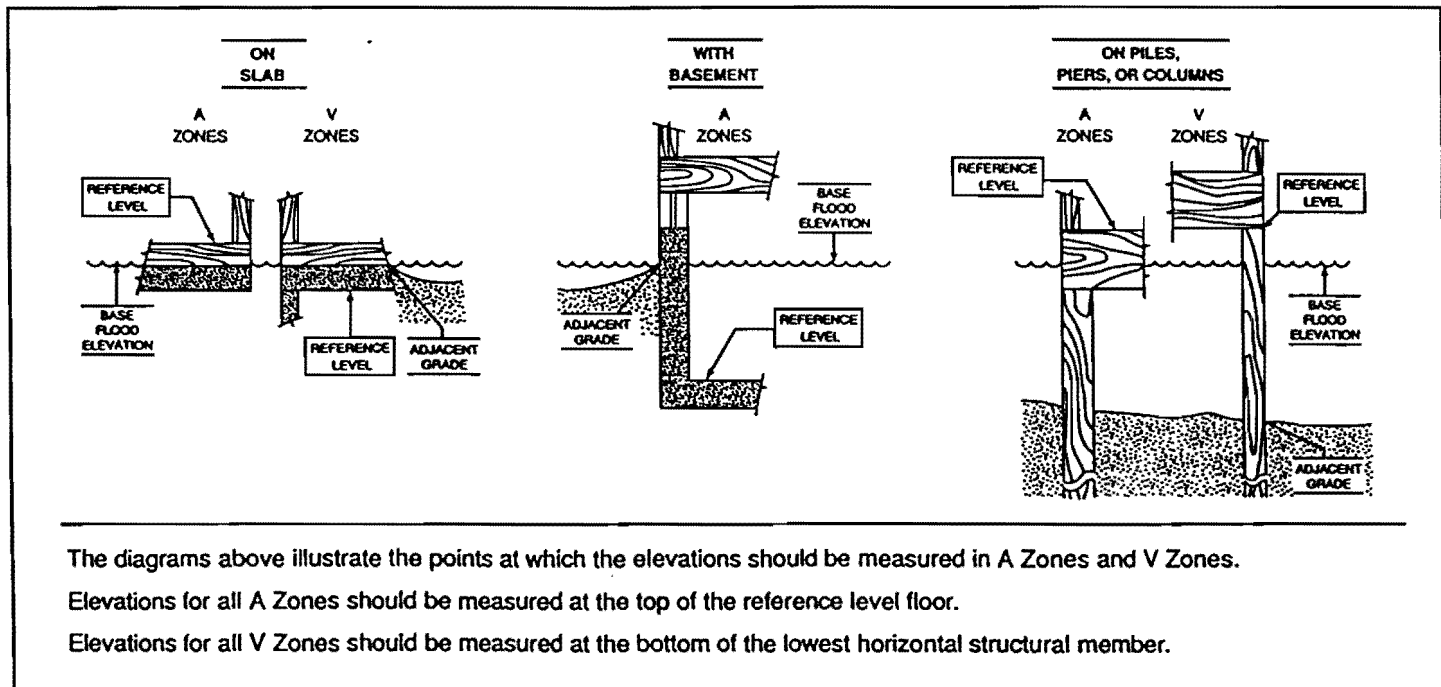 ON
SLAB
A
ZONES
V
ZONES
REFERENCE
LEVEL
BASE
FLOOD
ELEVATION
REFERENCE
LEVEL
ADJACENT
GRADE
WITH
BASEMENT
A
ZONES
BASE
FLOOD
ELEVATION
ADJACENT
GRADE
REFERENCE
LEVEL
ON PILES,
PIERS, OR COLUMNS
A
ZONES
V
ZONES
REFERENCE
LEVEL
REFERENCE
LEVEL
BASE
FLOOD
ELEVATION
ADJACENT
GRADE
The diagrams above illustrate the points at which the elevations should be measured in A Zones and V Zones.
Elevations for all A Zones should be measured at the top of the reference level floor.
Elevations for all V Zones should be measured at the bottom of the lowest horizontal structural member.